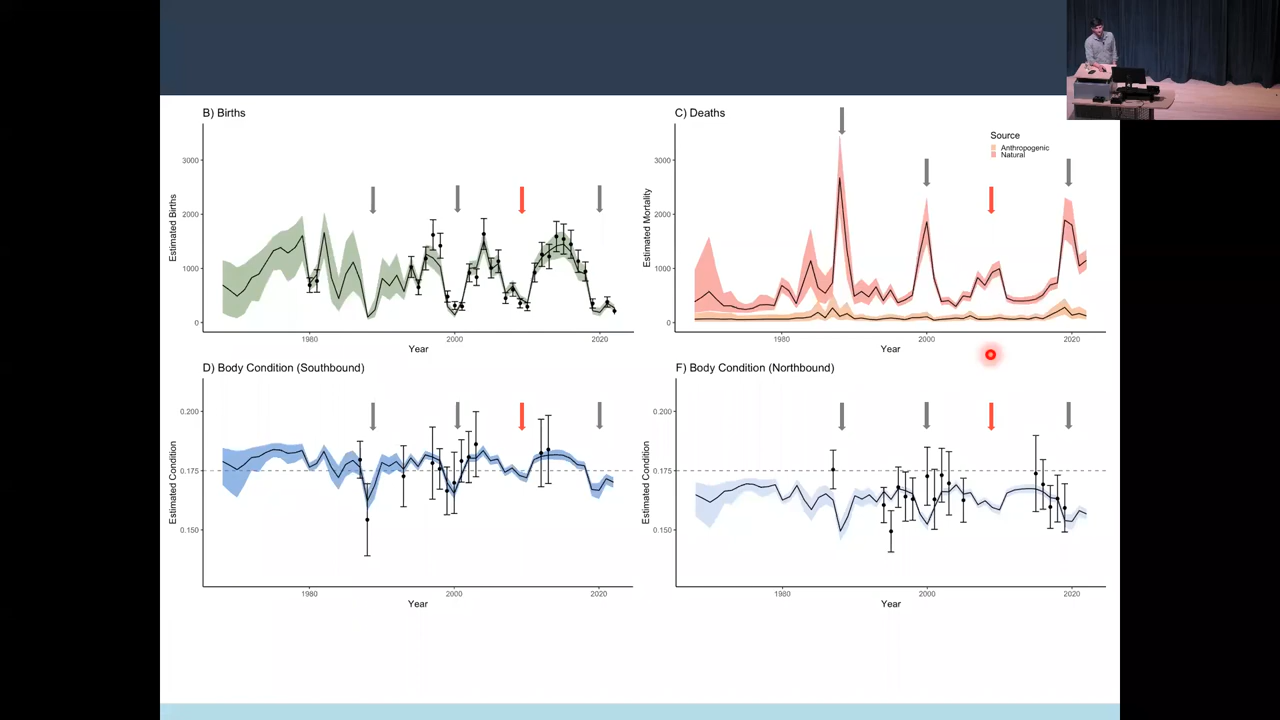 B) Births
Estimated Births
3000
2000
1000
0
1980
2000
2020
Year
C) Deaths
Source
Anthropogenic
Natural
Estimated Mortality
3000
2000
1000
0
1980
2000
2020
Year
D) Body Condition (Southbound)
Estimated Condition
0.200
0.175
0.150
1980
2000
2020
Year
F) Body Condition (Northbound)
Estimated Condition
0.200
0.175
0.150
1980
2000
2020
Year